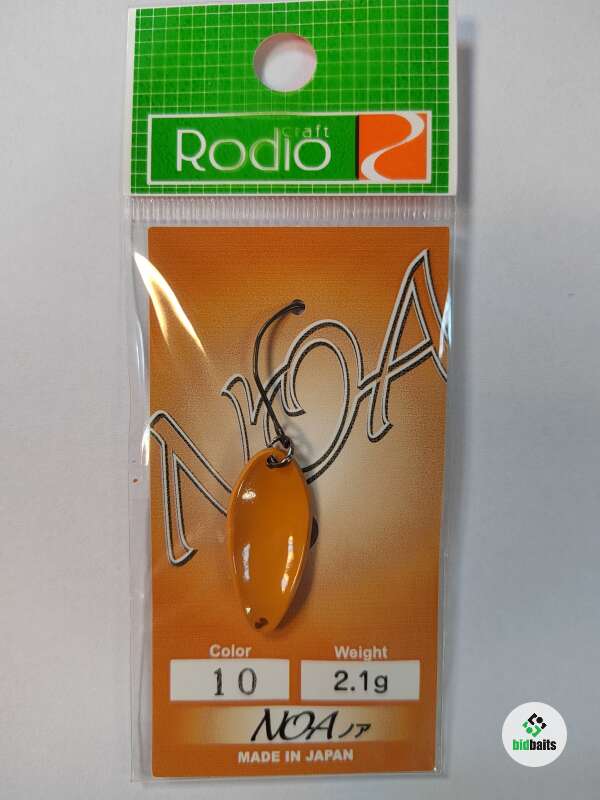 craft
Rodio
NOA
Color
Weight
10
2.1g
NOA ノア
MADE IN JAPAN
bidbaits